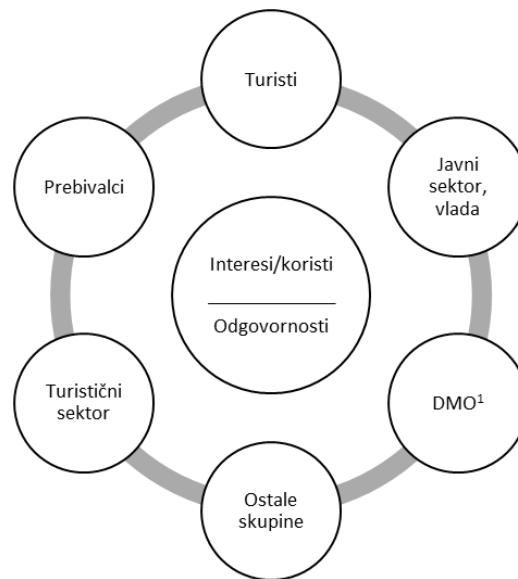 Turisti
Javni
sektor,
vlada
Prebivalci
Interesi/koristi
Odgovornosti
Turistični
sektor
DMO¹
Ostale
skupine